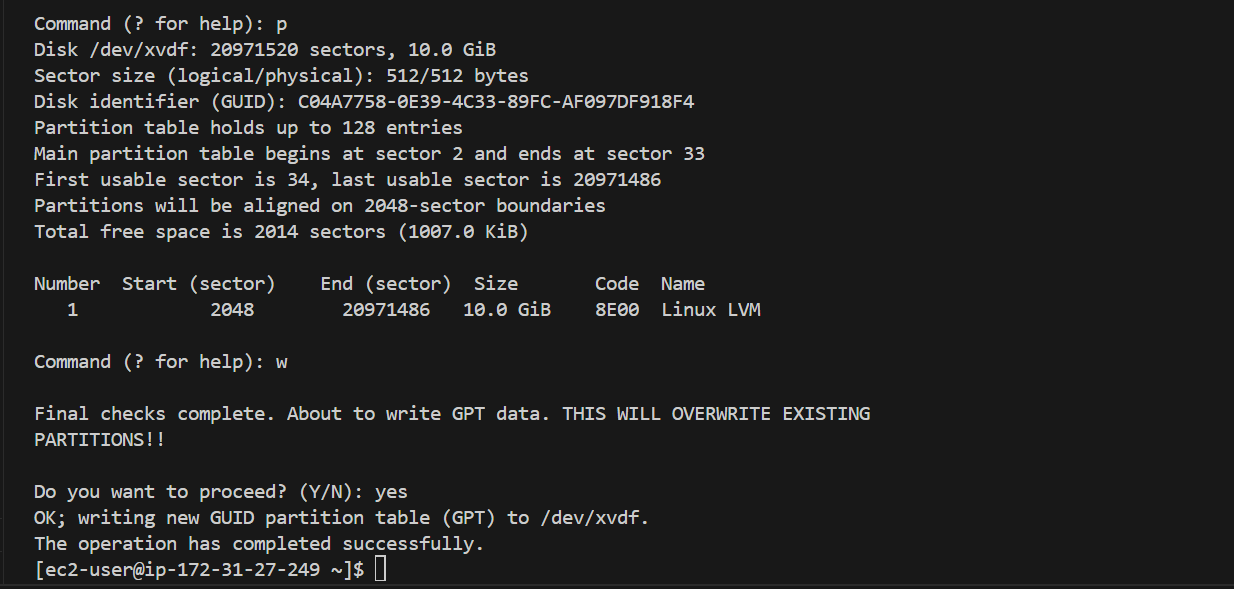 Command (? for help): p
Disk /dev/xvdf: 20971520 sectors, 10.0 GiB
Sector size (logical/physical): 512/512 bytes
Disk identifier (GUID): C04A7758-0E39-4C33-89FC-AF097DF918F4
Partition table holds up to 128 entries
Main partition table begins at sector 2 and ends at sector 33
First usable sector is 34, last usable sector is 20971486
Partitions will be aligned on 2048-sector boundaries
Total free space is 2014 sectors (1007.0 KiB)

Number  Start (sector)    End (sector)  Size       Code  Name
   1            2048        20971486   10.0 GiB    8E00  Linux LVM

Command (? for help): w

Final checks complete. About to write GPT data. THIS WILL OVERWRITE EXISTING
PARTITIONS!!

Do you want to proceed? (Y/N): yes
OK; writing new GUID partition table (GPT) to /dev/xvdf.
The operation has completed successfully.
[ec2-user@ip-172-31-27-249 ~]$